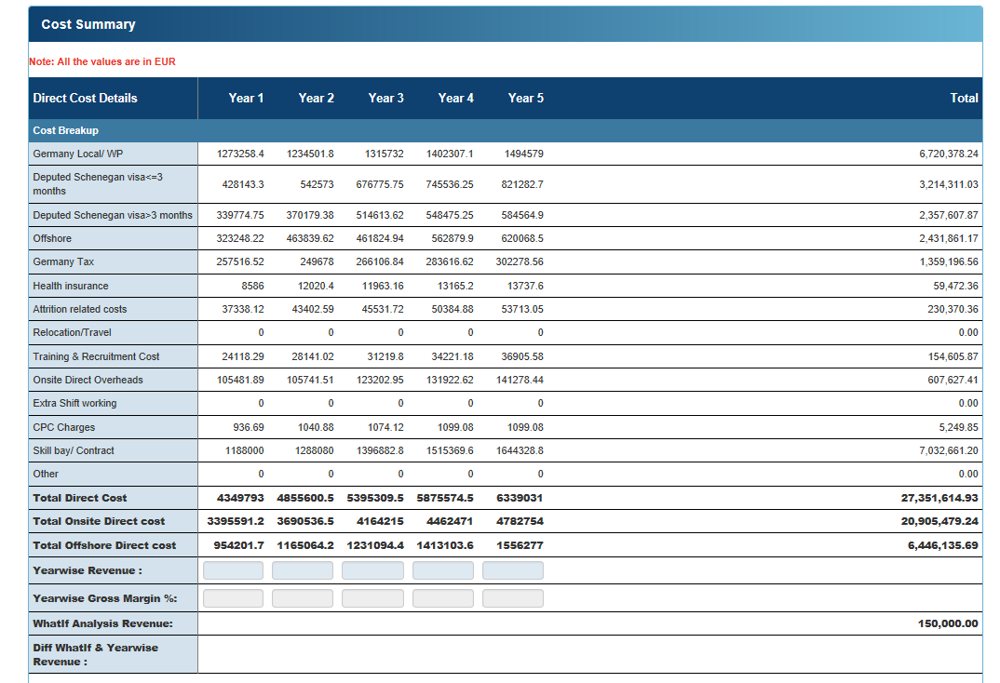 Cost Summary
Note: All the values are in EUR
Direct Cost Details Year 1 Year 2 Year 3 Year 4 Year 5 Total
Cost Breakup
Germany Local/ WP 1273258.4 1234501.8 1315732 1402307.1 1494579 6,720,378.24
Deputed Schenegan visa<=3
months 428143.3 542573 676775.75 745536.25 821282.7 3,214,311.03
Deputed Schenegan visa>3 months 339774.75 370179.38 514613.62 548475.25 584564.9 2,357,607.87
Offshore 323248.22 463839.62 461824.94 562879.9 620068.5 2,431,861.17
Germany Tax 257516.52 249678 266106.84 283616.62 302278.56 1,359,196.56
Health insurance 8586 12020.4 11963.16 13165.2 13737.6 59,472.36
Attrition related costs 37338.12 43402.59 45531.72 50384.88 53713.05 230,370.36
Relocation/Travel 0 0 0 0 0 0.00
Training & Recruitment Cost 24118.29 28141.02 31219.8 34221.18 36905.58 154,605.87
Onsite Direct Overheads 105481.89 105741.51 123202.95 131922.62 141278.44 607,627.41
Extra Shift working 0 0 0 0 0 0.00
CPC Charges 936.69 1040.88 1074.12 1099.08 1099.08 5,249.85
Skill bay/ Contract 1188000 1288080 1396882.8 1515369.6 1644328.8 7,032,661.20
Other 0 0 0 0 0 0.00
Total Direct Cost 4349793 4855600.5 5395309.5 5875574.5 6339031 27,351,614.93
Total Onsite Direct cost 3395591.2 3690536.5 4164215 4462471 4782754 20,905,479.24
Total Offshore Direct cost 954201.7 1165064.2 1231094.4 1413103.6 1556277 6,446,135.69
Yearwise Revenue :
Yearwise Gross Margin %:
WhatIf Analysis Revenue: 150,000.00
Diff WhatIf & Yearwise
Revenue :